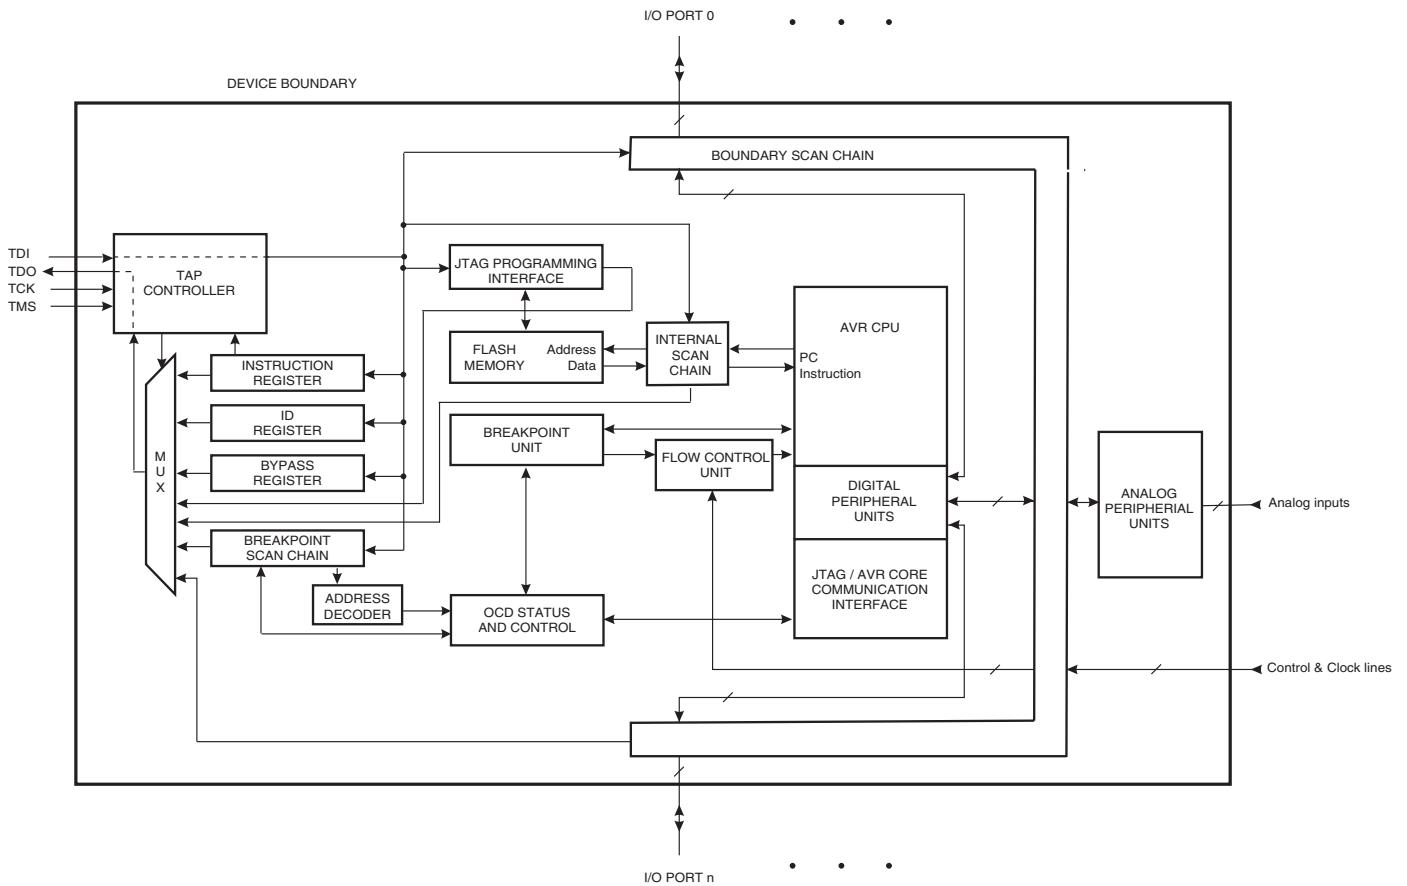 I/O PORT 0
DEVICE BOUNDARY
BOUNDARY SCAN CHAIN
TDI
TDO
TCK
TMS
TAP
CONTROLLER
JTAG PROGRAMMING
INTERFACE
AVR CPU
FLASH
MEMORY
Address
Data
INTERNAL
SCAN
CHAIN
PC
Instruction
INSTRUCTION
REGISTER
ID
REGISTER
BREAKPOINT
UNIT
FLOW CONTROL
UNIT
M
U
X
BYPASS
REGISTER
DIGITAL
PERIPHERAL
UNITS
ANALOG
PERIPHERIAL
UNITS
Analog inputs
BREAKPOINT
SCAN CHAIN
JTAG / AVR CORE
COMMUNICATION
INTERFACE
ADDRESS
DECODER
OCD STATUS
AND CONTROL
Control & Clock lines
I/O PORT n